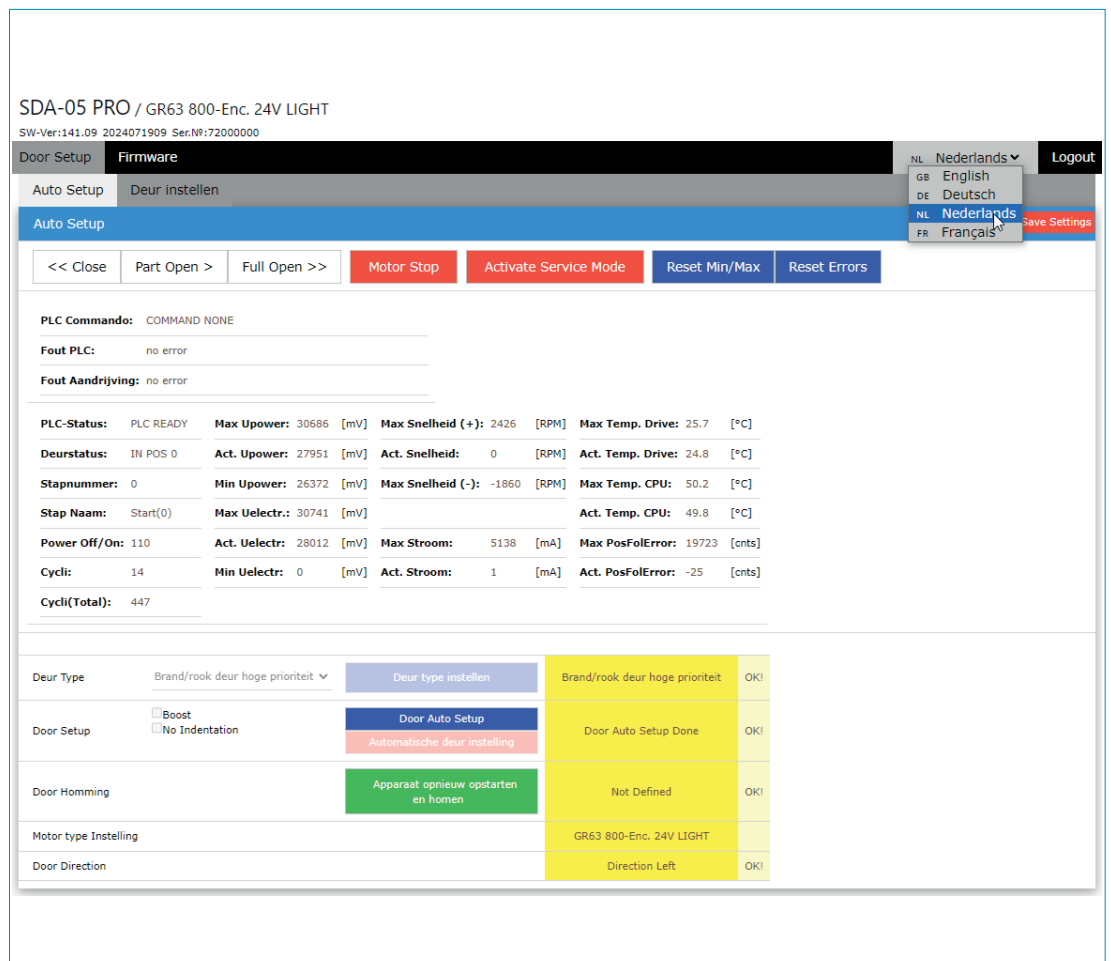 SDA-05 PRO / GR63 800-Enc. 24V LIGHT
SW-Ver:141.09 2024071909 Ser.Nº:72000000
Door Setup Firmware NL Nederlands Logout
GB English
DE Deutsch
NL Nederlands
FR Français
Auto Setup Deur instellen
Auto Setup Save Settings
<< Close Part Open > Full Open >> Motor Stop Activate Service Mode Reset Min/Max Reset Errors
PLC Commando: COMMAND NONE
Fout PLC: no error
Fout Aandrijving: no error
PLC-Status: PLC READY Max Upower: 30686 [mV] Max Snelheid (+): 2426 [RPM] Max Temp. Drive: 25.7 [°C]
Deurstatus: IN POS 0 Act. Upower: 27951 [mV] Act. Snelheid: 0 [RPM] Act. Temp. Drive: 24.8 [°C]
Stapnummer: 0 Min Upower: 26372 [mV] Max Snelheid (-): -1860 [RPM] Max Temp. CPU: 50.2 [°C]
Stap Naam: Start(0) Max Uelectr.: 30741 [mV] Act. Temp. CPU: 49.8 [°C]
Power Off/On: 110 Act. Uelectr: 28012 [mV] Max Stroom: 5138 [mA] Max PosFolError: 19723 [cnts]
Cycli: 14 Min Uelectr: 0 [mV] Act. Stroom: 1 [mA] Act. PosFolError: -25 [cnts]
Cycli(Total): 447
Deur Type Brand/rook deur hoge prioriteit Deur type instellen Brand/rook deur hoge prioriteit OK!
Door Setup Boost Door Auto Setup Door Auto Setup Done OK!
No Indentation Automatische deur instelling
Door Homming Apparaat opnieuw opstarten Not Defined OK!
en homen
Motor type Instelling GR63 800-Enc. 24V LIGHT
Door Direction Direction Left OK!